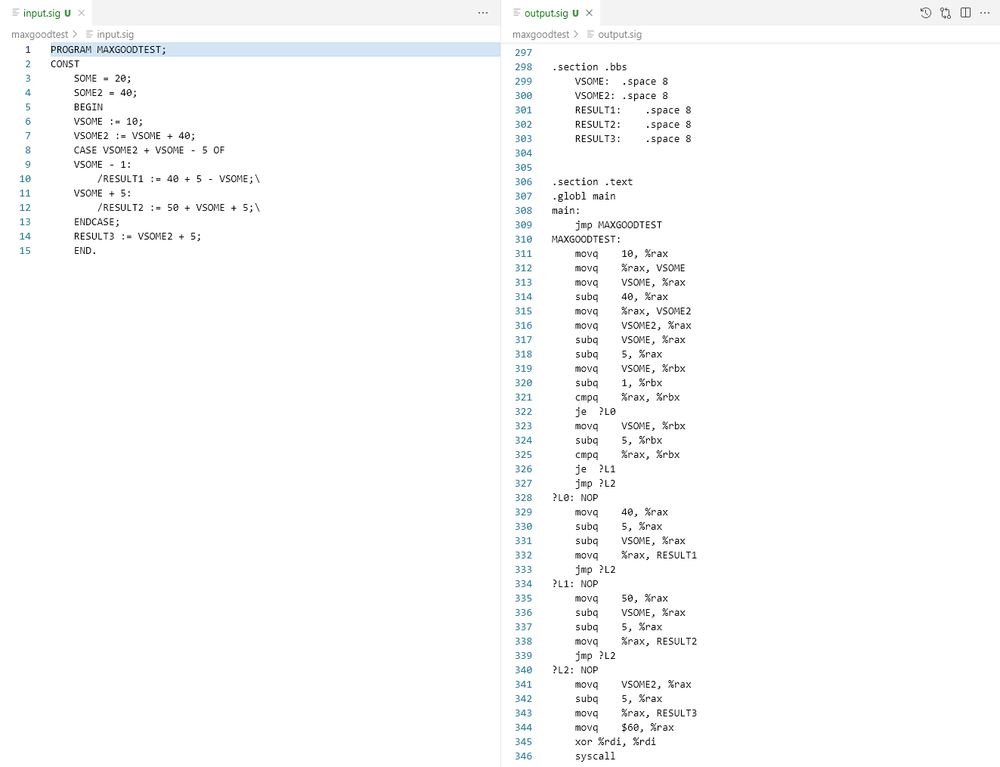 input.sig U
maxgoodtest > input.sig
1 PROGRAM MAXGOODTEST;
2 CONST
3     SOME = 20;
4     SOME2 = 40;
5     BEGIN
6     VSOME := 10;
7     VSOME2 := VSOME + 40;
8     CASE VSOME2 + VSOME - 5 OF
9     VSOME - 1:
10         /RESULT1 := 40 + 5 - VSOME;\
11     VSOME + 5:
12         /RESULT2 := 50 + VSOME + 5;\
13     ENDCASE;
14     RESULT3 := VSOME2 + 5;
15     END.
output.sig U
maxgoodtest > output.sig
297
298 .section .bbs
299     VSOME:  .space 8
300     VSOME2: .space 8
301     RESULT1:    .space 8
302     RESULT2:    .space 8
303     RESULT3:    .space 8
304
305
306 .section .text
307 .globl main
308 main:
309     jmp MAXGOODTEST
310 MAXGOODTEST:
311     movq    10, %rax
312     movq    %rax, VSOME
313     movq    VSOME, %rax
314     subq    40, %rax
315     movq    %rax, VSOME2
316     movq    VSOME2, %rax
317     subq    VSOME, %rax
318     subq    5, %rax
319     movq    VSOME, %rbx
320     subq    1, %rbx
321     cmpq    %rax, %rbx
322     je  ?L0
323     movq    VSOME, %rbx
324     subq    5, %rbx
325     cmpq    %rax, %rbx
326     je  ?L1
327     jmp ?L2
328 ?L0: NOP
329     movq    40, %rax
330     subq    5, %rax
331     subq    VSOME, %rax
332     movq    %rax, RESULT1
333     jmp ?L2
334 ?L1: NOP
335     movq    50, %rax
336     subq    VSOME, %rax
337     subq    5, %rax
338     movq    %rax, RESULT2
339     jmp ?L2
340 ?L2: NOP
341     movq    VSOME2, %rax
342     subq    5, %rax
343     movq    %rax, RESULT3
344     movq    $60, %rax
345     xor %rdi, %rdi
346     syscall